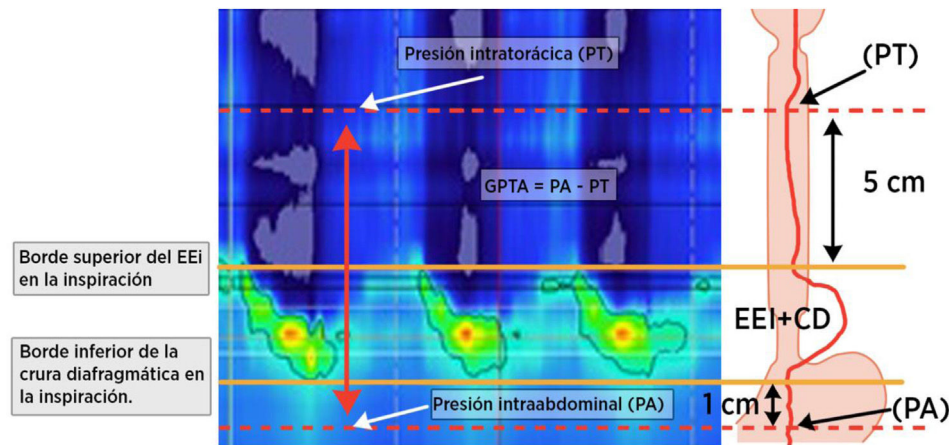 Presión intratorácica (PT)
(PT)
GPTA = PA - PT
5 cm
Borde superior del EEi
en la inspiración
EEI+CD
Borde inferior de la
crura diafragmática en
la inspiración.
Presión intraabdominal (PA)
1 cm
(PA)